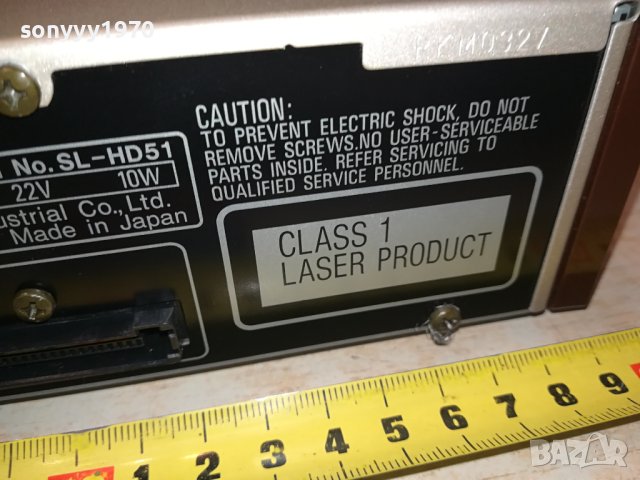 sonyyy1970
RKM0327
CAUTION:
TO PREVENT ELECTRIC SHOCK, DO NOT
REMOVE SCREWS.NO USER-SERVICEABLE
PARTS INSIDE. REFER SERVICING TO
QUALIFIED SERVICE PERSONNEL.
No. SL-HD51
22V 10W
Co., Ltd.
Made in Japan
CLASS 1
LASER PRODUCT
1 2 3 4 5 6 7 8 9
BAZAR